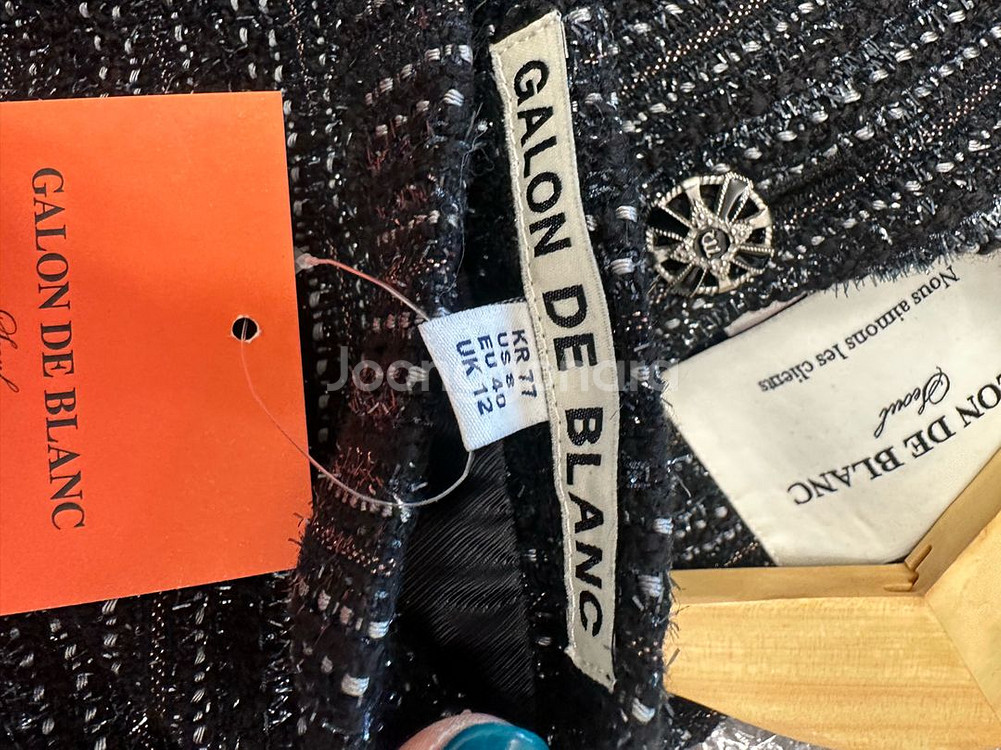 GALON DE BLANC
Seoul
GALON DE BLANC
KR 77
US 8
EU 40
UK 12
Nous aimons les clients
ON DE BLANC
Seoul